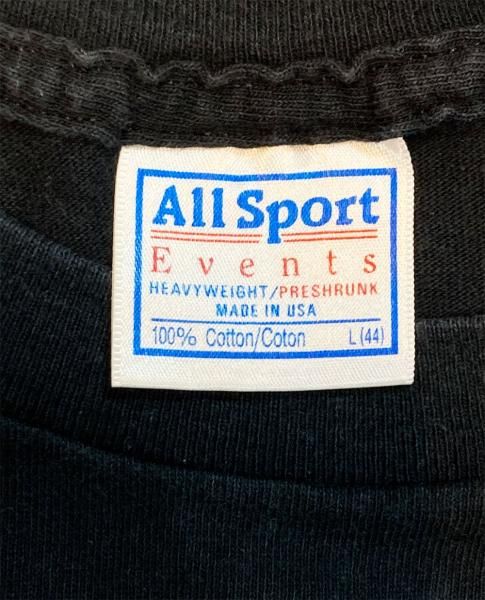 All Sport
Events
HEAVYWEIGHT/PRESHRUNK
MADE IN USA
100% Cotton/Coton L (44)